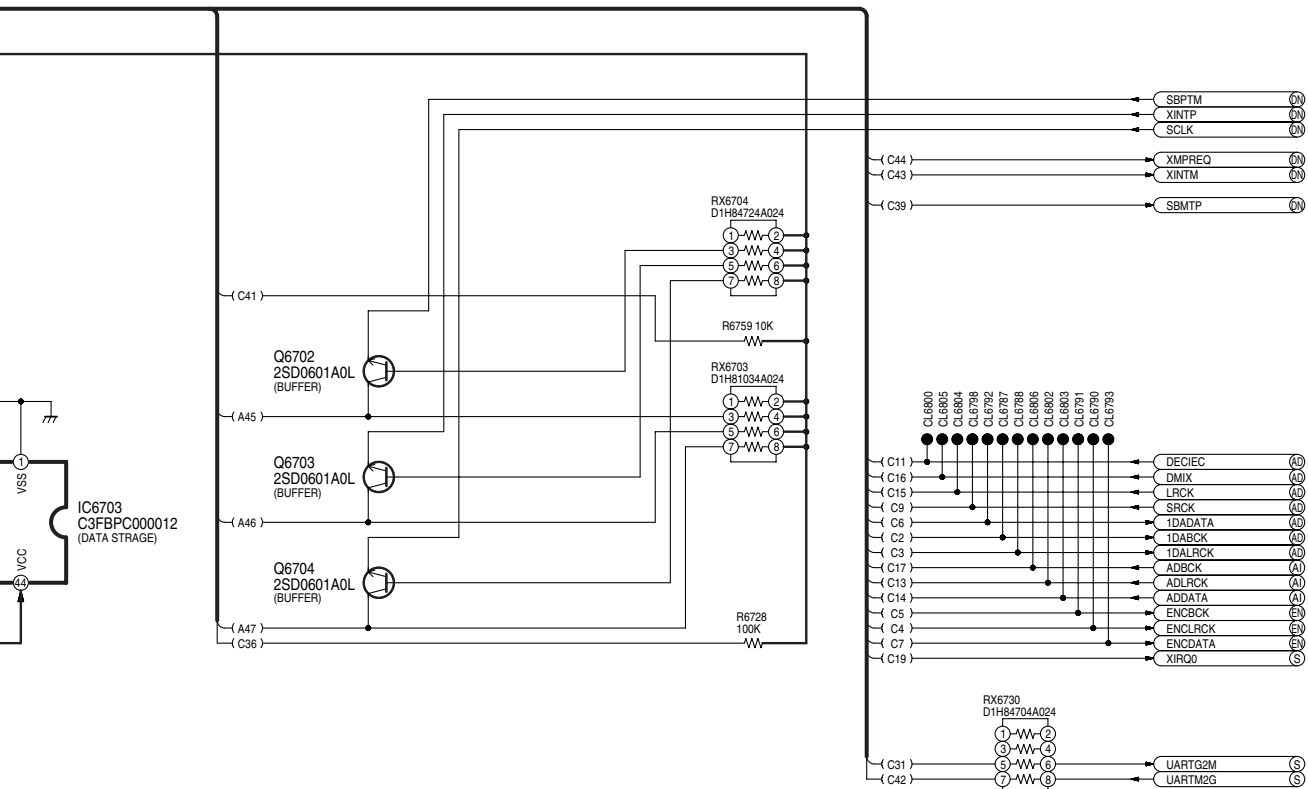 SBPTM DN
XINTP DN
SCLK DN
( C44 ) XMPREQ DN
( C43 ) XINTM DN
( C39 ) SBMTP DN
RX6704
D1H84724A024
1 2
3 4
5 6
7 8
( C41 )
R6759 10K
Q6702
2SD0601A0L
(BUFFER)
RX6703
D1H81034A024
1 2
3 4
5 6
7 8
( A45 )
Q6703
2SD0601A0L
(BUFFER)
( A46 )
Q6704
2SD0601A0L
(BUFFER)
( A47 )
( C36 )
R6728
100K
1
VSS
IC6703
C3FBPC000012
(DATA STRAGE)
VCC
44
CL6800
CL6805
CL6804
CL6798
CL6792
CL6787
CL6788
CL6806
CL6802
CL6803
CL6791
CL6790
CL6793
( C11 ) DECIEC AD
( C16 ) DMIX AD
( C15 ) LRCK AD
( C9 ) SRCK AD
( C6 ) 1DADATA AD
( C2 ) 1DABCK AD
( C3 ) 1DALRCK AD
( C17 ) ADBCK AI
( C13 ) ADLRCK AI
( C14 ) ADDATA AI
( C5 ) ENCBCK EN
( C4 ) ENCLRCK EN
( C7 ) ENCDATA EN
( C19 ) XIRQ0 S
RX6730
D1H84704A024
1 2
3 4
( C31 ) 5 6 UARTG2M S
( C42 ) 7 8 UARTM2G S